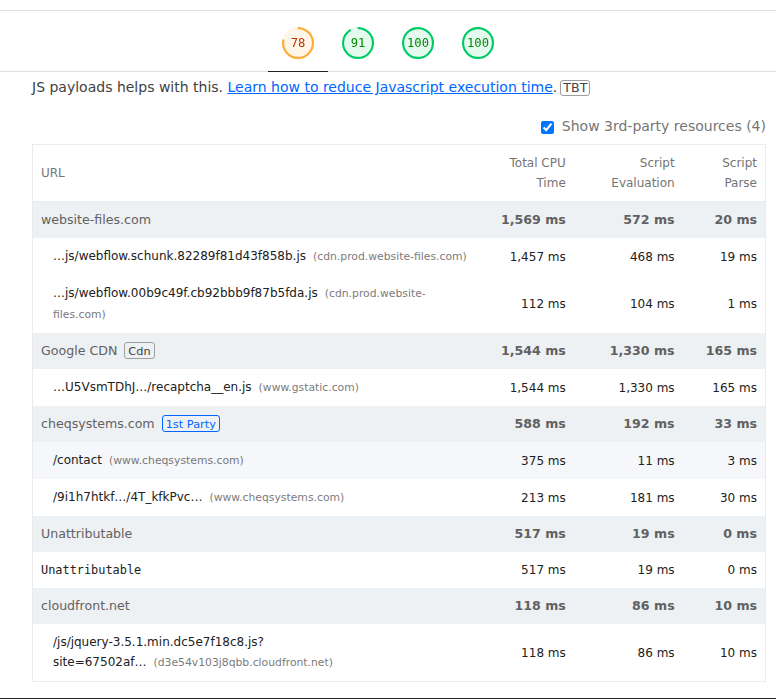 78 91 100 100
JS payloads helps with this. Learn how to reduce Javascript execution time. TBT
Show 3rd-party resources (4)
URL Total CPU Time Script Evaluation Script Parse
website-files.com 1,569 ms 572 ms 20 ms
…js/webflow.schunk.82289f81d43f858b.js (cdn.prod.website-files.com) 1,457 ms 468 ms 19 ms
…js/webflow.00b9c49f.cb92bbb9f87b5fda.js (cdn.prod.website-
files.com) 112 ms 104 ms 1 ms
Google CDN Cdn 1,544 ms 1,330 ms 165 ms
…U5VsmTDhJ…/recaptcha__en.js (www.gstatic.com) 1,544 ms 1,330 ms 165 ms
cheqsystems.com 1st Party 588 ms 192 ms 33 ms
/contact (www.cheqsystems.com) 375 ms 11 ms 3 ms
/9i1h7htkf…/4T_kfkPvc… (www.cheqsystems.com) 213 ms 181 ms 30 ms
Unattributable 517 ms 19 ms 0 ms
Unattributable 517 ms 19 ms 0 ms
cloudfront.net 118 ms 86 ms 10 ms
/js/jquery-3.5.1.min.dc5e7f18c8.js?
site=67502af… (d3e54v103j8qbb.cloudfront.net) 118 ms 86 ms 10 ms